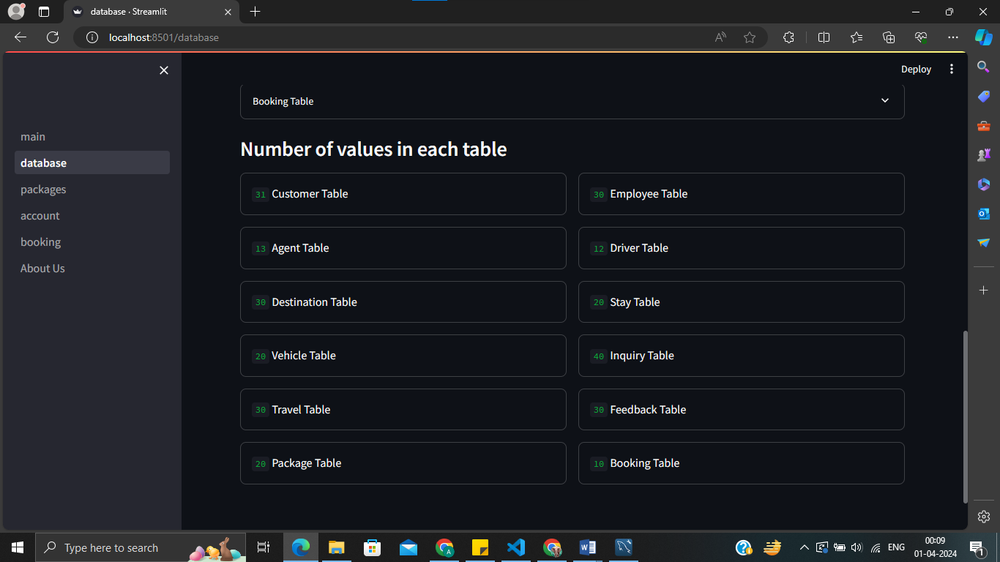 database · Streamlit
localhost:8501/database
Deploy
main
database
packages
account
booking
About Us
Booking Table
Number of values in each table
31 Customer Table
30 Employee Table
13 Agent Table
12 Driver Table
30 Destination Table
20 Stay Table
20 Vehicle Table
40 Inquiry Table
30 Travel Table
30 Feedback Table
20 Package Table
10 Booking Table
Type here to search
ENG
00:09
01-04-2024
1